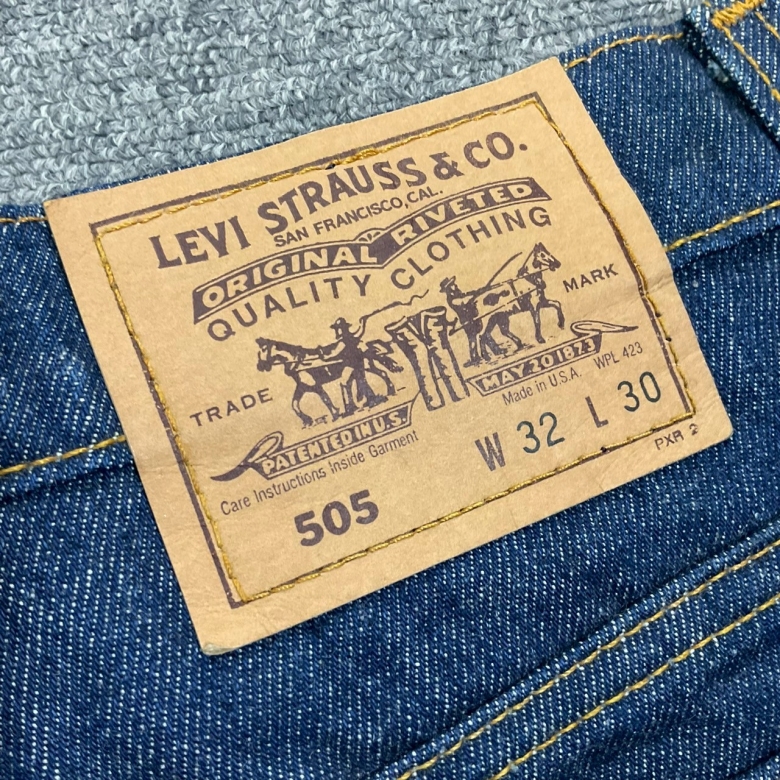 LEVI STRAUSS & CO.
SAN FRANCISCO, CAL.
ORIGINAL RIVETED
QUALITY CLOTHING
TRADE MARK
PATENTED IN U.S. MAY 20 1873
Made in U.S.A. WPL 423
Care Instructions Inside Garment
505 W 32 L 30
PXR 2